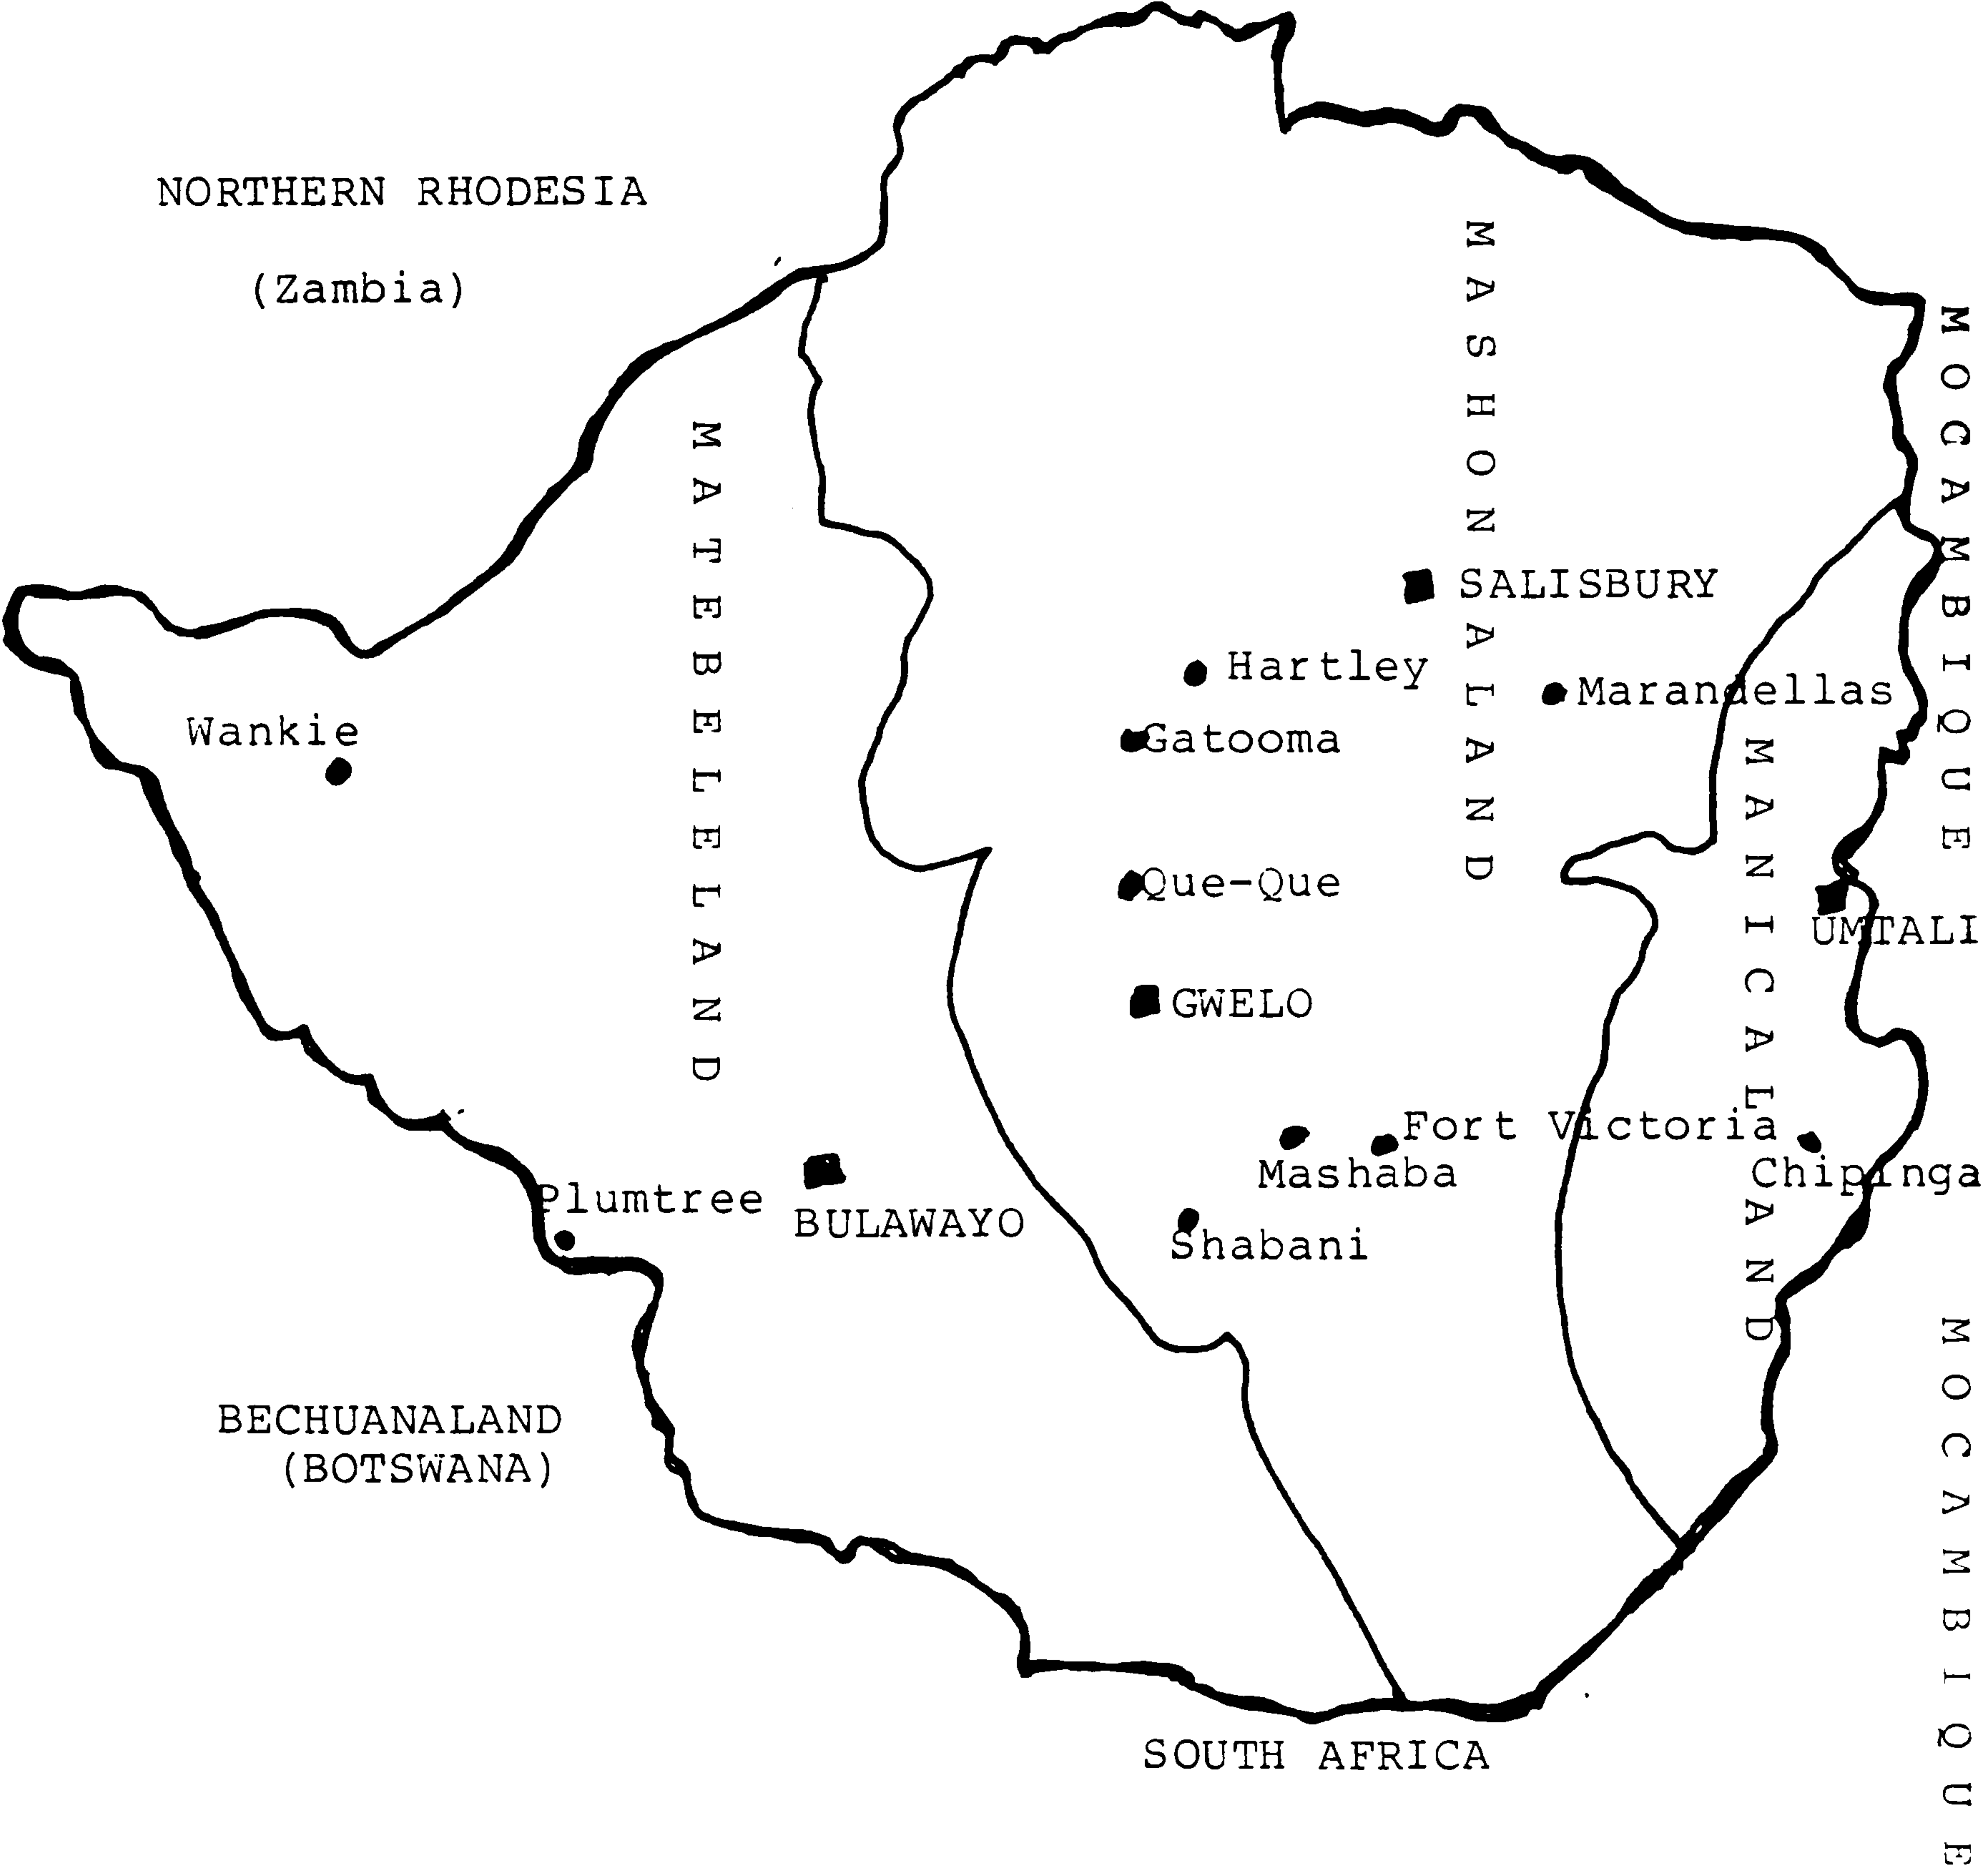 NORTHERN RHODESIA
(Zambia)
MASHONALAND
MOCAMBIQUE
MATEBELELAND
SALISBURY
Hartley
Marandellas
Gatooma
Wankie
MANICALAND
Que-Que
UMTALI
GWELO
Fort Victoria
Mashaba
Chipinga
Plumtree
BULAWAYO
Shabani
MOCAMBIQUE
BECHUANALAND
(BOTSWANA)
SOUTH AFRICA